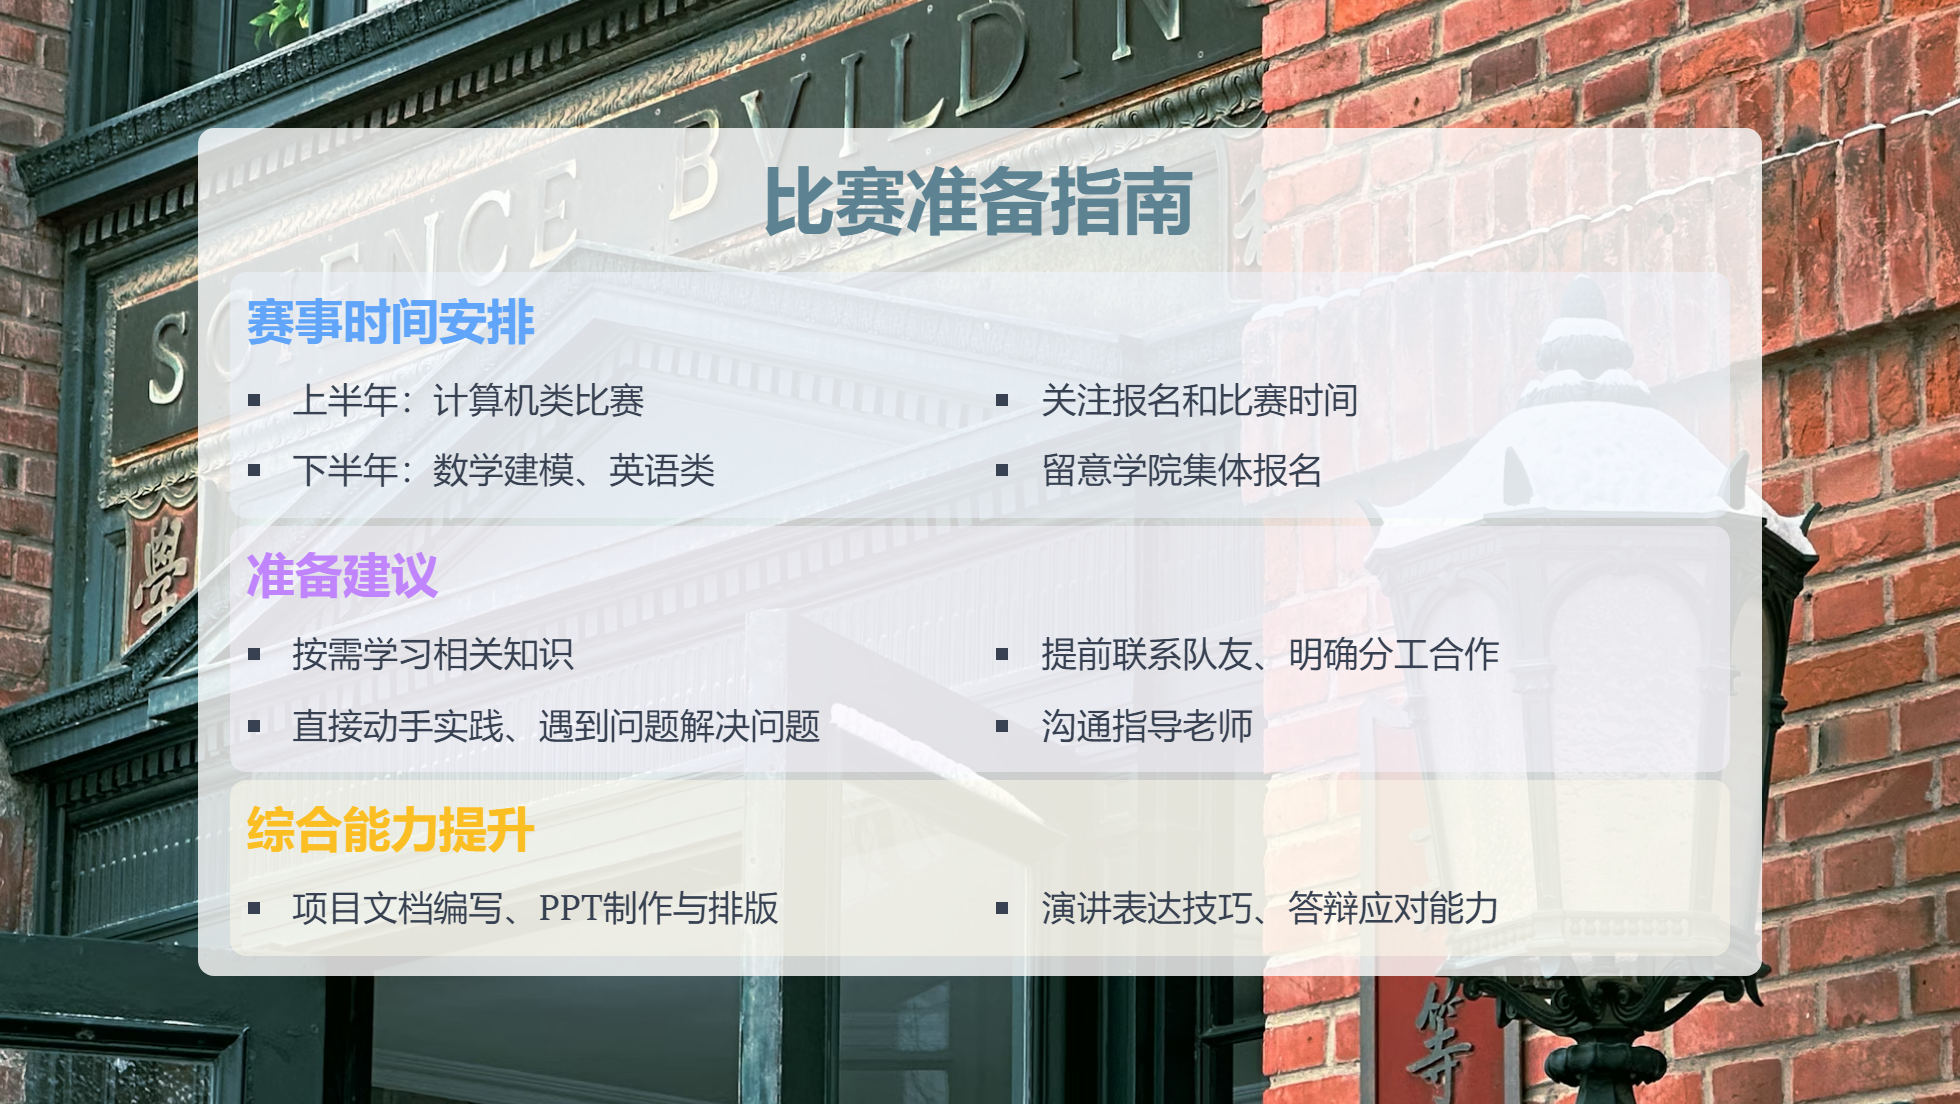 SCIENCE BVILDIN
比赛准备指南
赛事时间安排
▪ 上半年：计算机类比赛
▪ 下半年：数学建模、英语类
▪ 关注报名和比赛时间
▪ 留意学院集体报名
准备建议
▪ 按需学习相关知识
▪ 直接动手实践、遇到问题解决问题
▪ 提前联系队友、明确分工合作
▪ 沟通指导老师
综合能力提升
▪ 项目文档编写、PPT制作与排版
▪ 演讲表达技巧、答辩应对能力
學
等